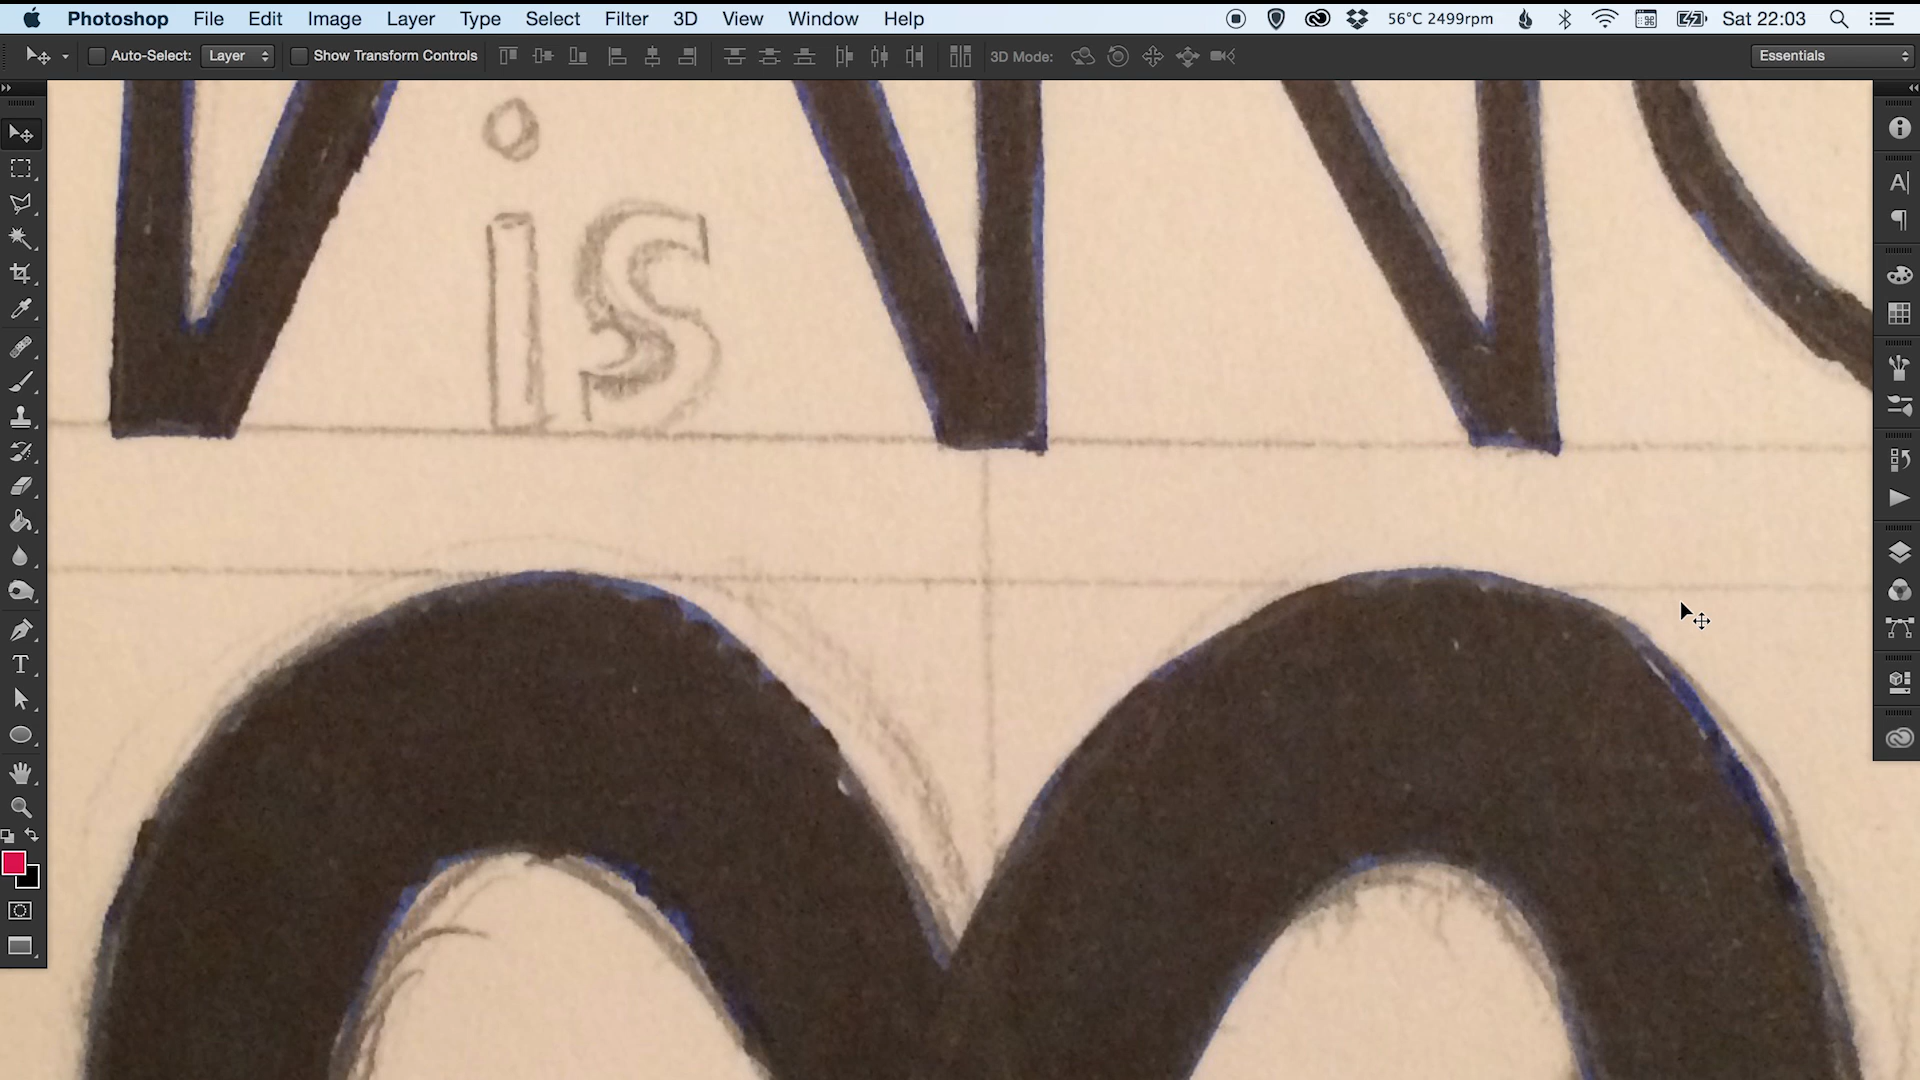 Photoshop File Edit Image Layer Type Select Filter 3D View Window Help 56°C 2499rpm Sat 22:03
Auto-Select: Layer Show Transform Controls 3D Mode: Essentials
is